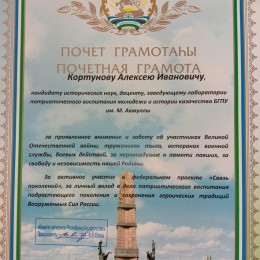 ПОЧЕТ ГРАМОТАҺЫ
ПОЧЕТНАЯ ГРАМОТА
Кортунову Алексею Ивановичу,
кандидату исторических наук, доценту, заведующему лаборатории
патриотического воспитания молодежи и истории казачества БГПУ
им. М. Акмуллы
за проявленное внимание и заботу об участниках Великой
Отечественной войны, тружениках тыла, ветеранах военной
службы, боевых действий, за неравнодушие к памяти павших, за
свободу и независимость нашей Родины.
За активное участие в федеральном проекте «Связь
поколений», за личный вклад в дело патриотического воспитания
подрастающего поколения и сохранения героических традиций
Вооруженных Сил России.